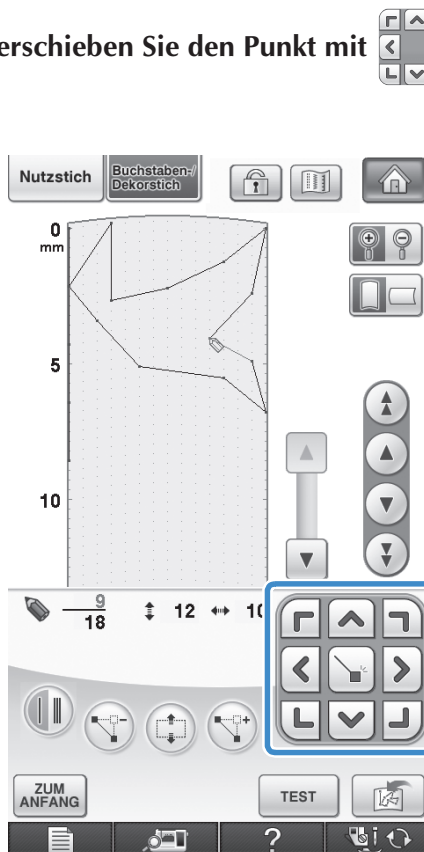 erschieben Sie den Punkt mit
Nutzstich
Buchstaben-/
Dekorstich
0
mm
5
10
9
18
12
10
ZUM
ANFANG
TEST
?